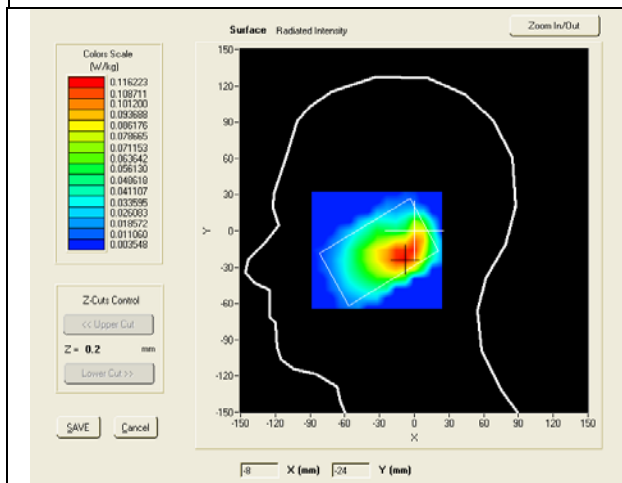 Surface Radiated Intensity
Zoom In/Out
Colors Scale
(W/kg)
0.116223
0.108711
0.101200
0.093688
0.086176
0.078665
0.071153
0.063642
0.056130
0.048618
0.041107
0.033595
0.026083
0.018572
0.011060
0.003548
150
120
90
60
30
0
-30
-60
-90
-120
-150
Y
-150 -120 -90 -60 -30 0 30 60 90 120 150
X
Z-Cuts Control
<< Upper Cut
Z = 0.2 mm
Lower Cut >>
SAVE Cancel
-8 X (mm) -24 Y (mm)